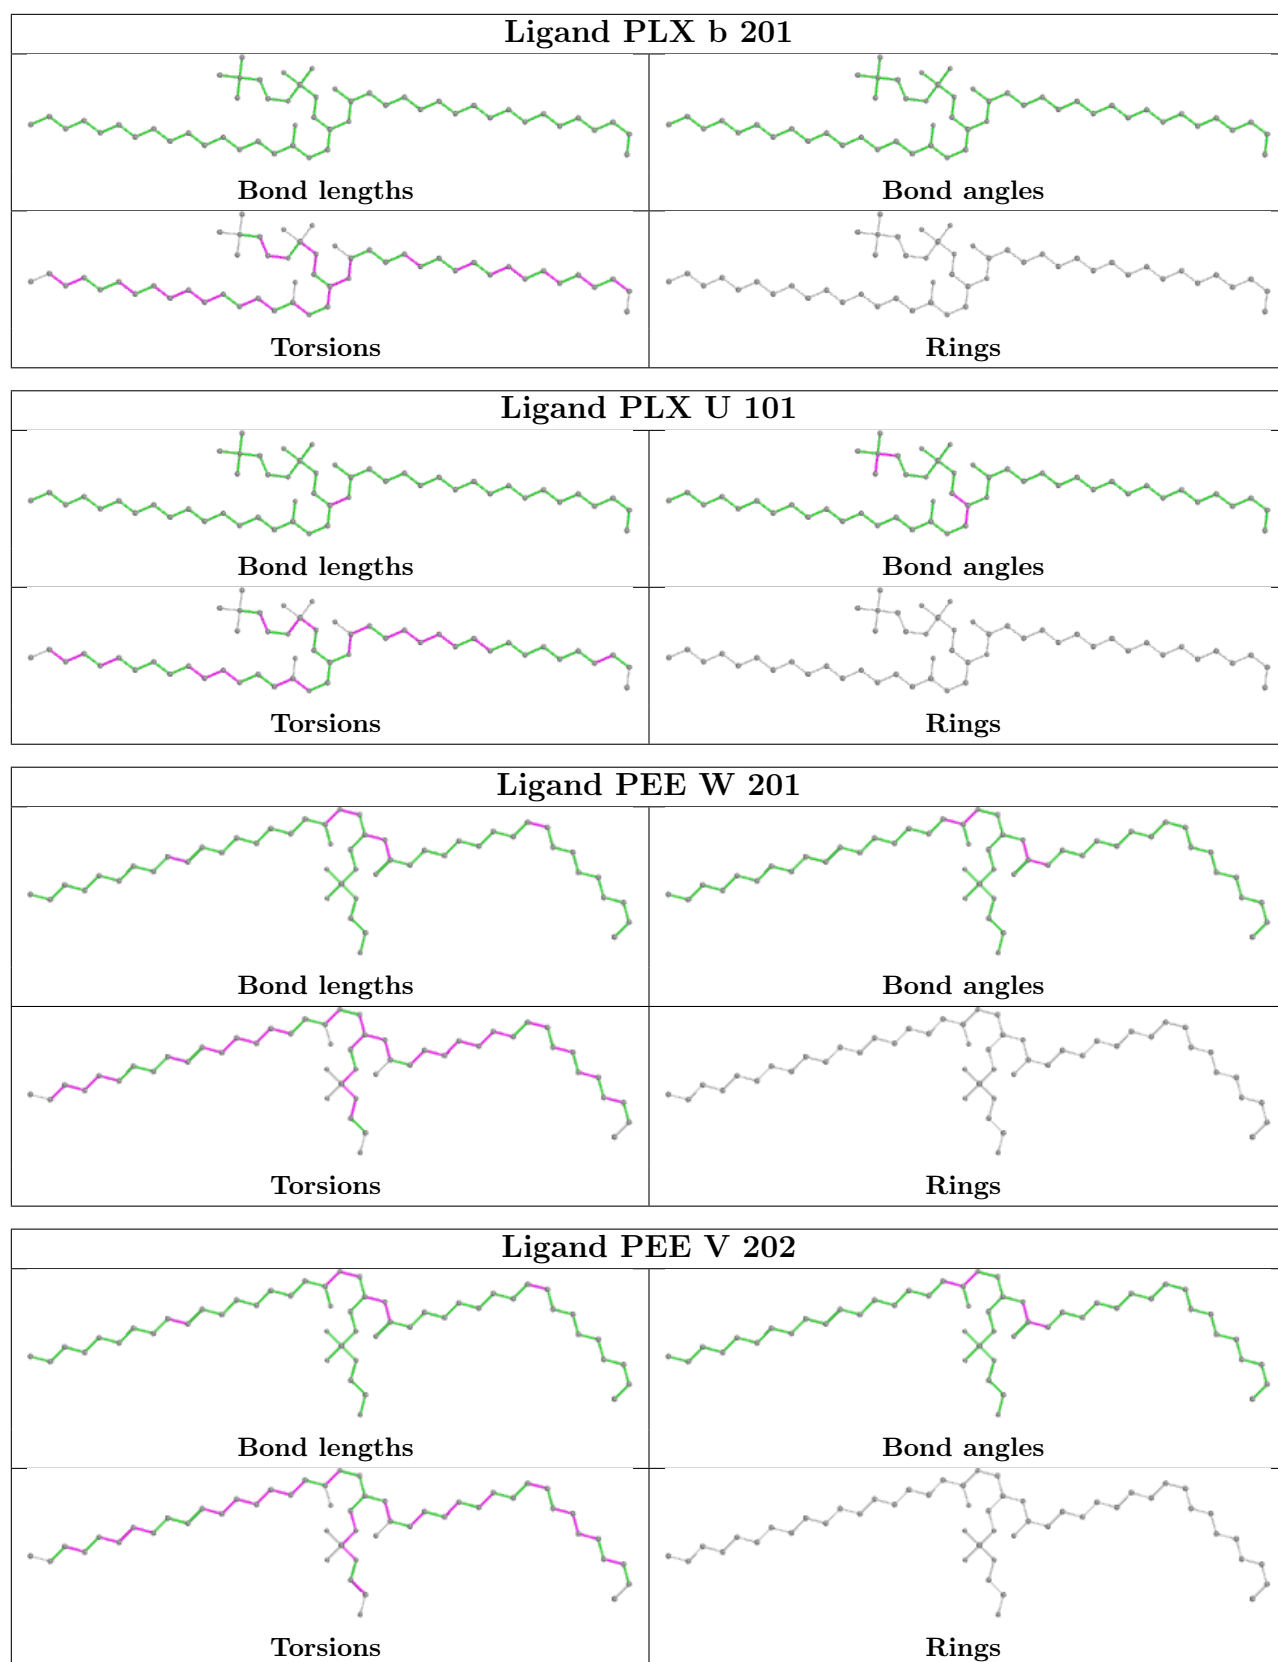 Ligand PLX b 201
Bond lengths Bond angles
Torsions Rings
Ligand PLX U 101
Bond lengths Bond angles
Torsions Rings
Ligand PEE W 201
Bond lengths Bond angles
Torsions Rings
Ligand PEE V 202
Bond lengths Bond angles
Torsions Rings